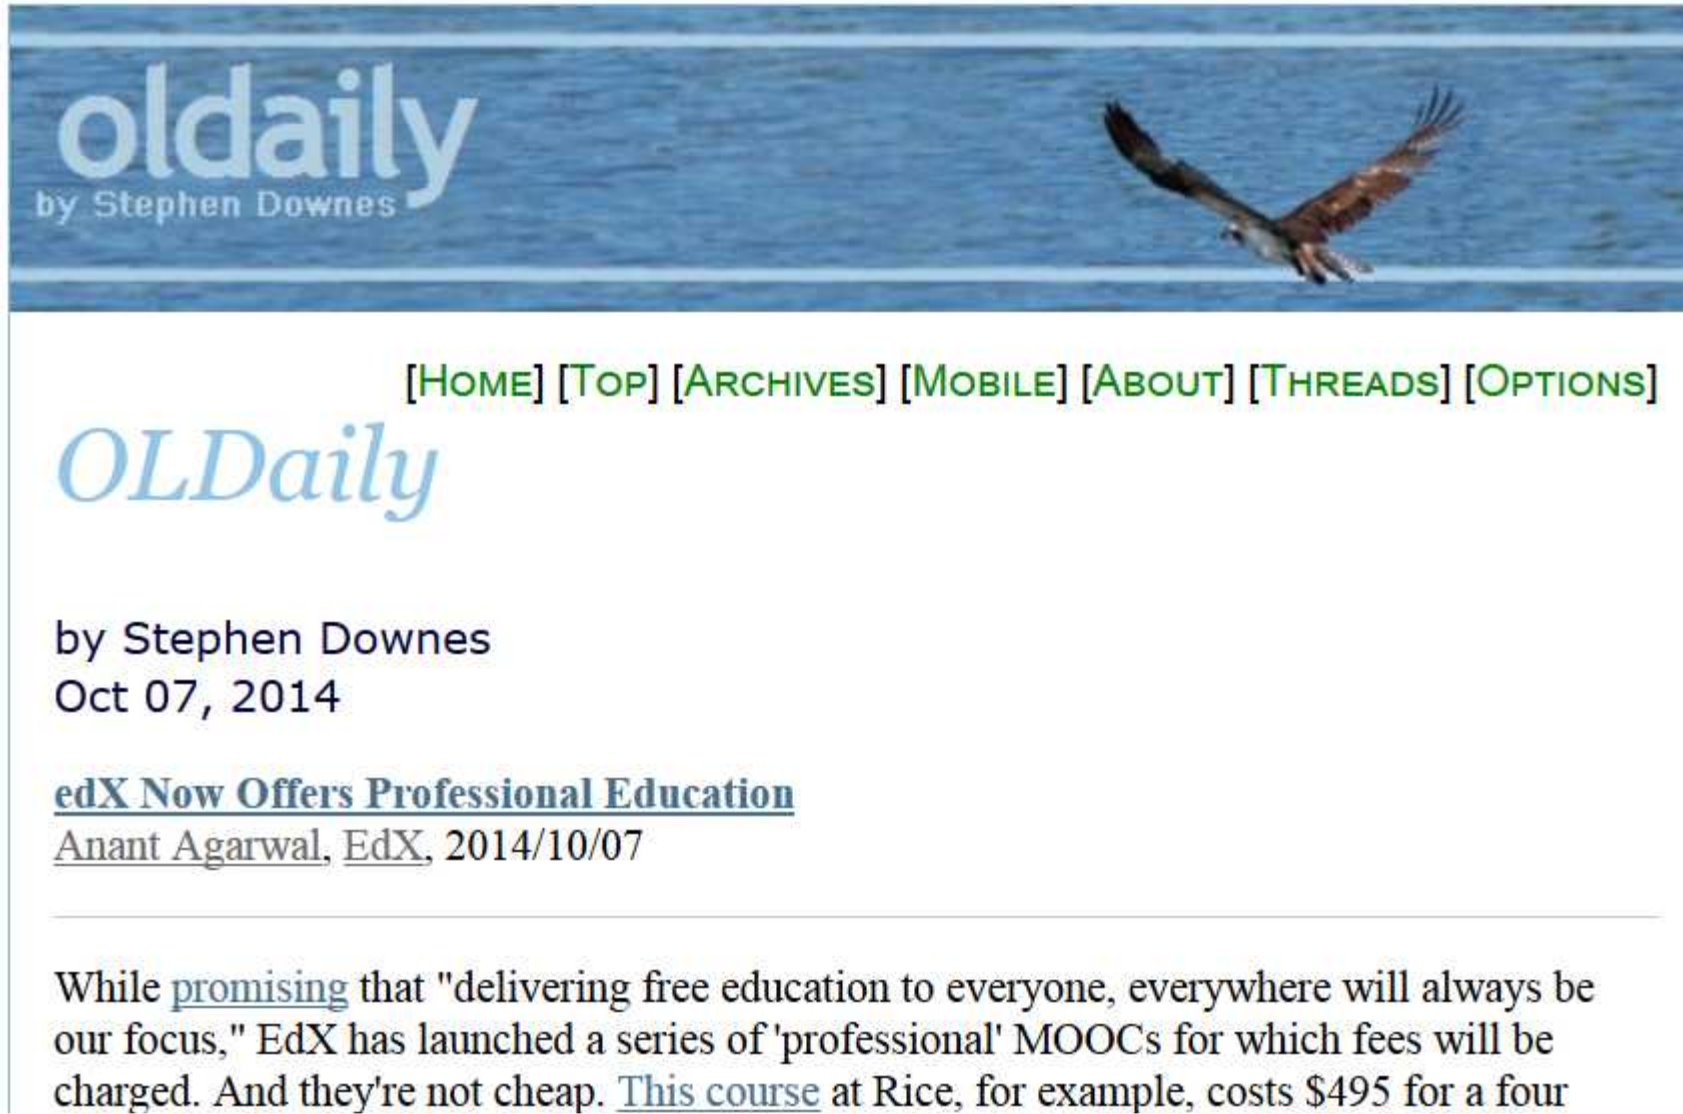 oldaily
by Stephen Downes
[HOME] [TOP] [ARCHIVES] [MOBILE] [ABOUT] [THREADS] [OPTIONS]
OLDaily
by Stephen Downes
Oct 07, 2014
edX Now Offers Professional Education
Anant Agarwal, EdX, 2014/10/07
While promising that "delivering free education to everyone, everywhere will always be
our focus," EdX has launched a series of 'professional' MOOCs for which fees will be
charged. And they're not cheap. This course at Rice, for example, costs $495 for a four